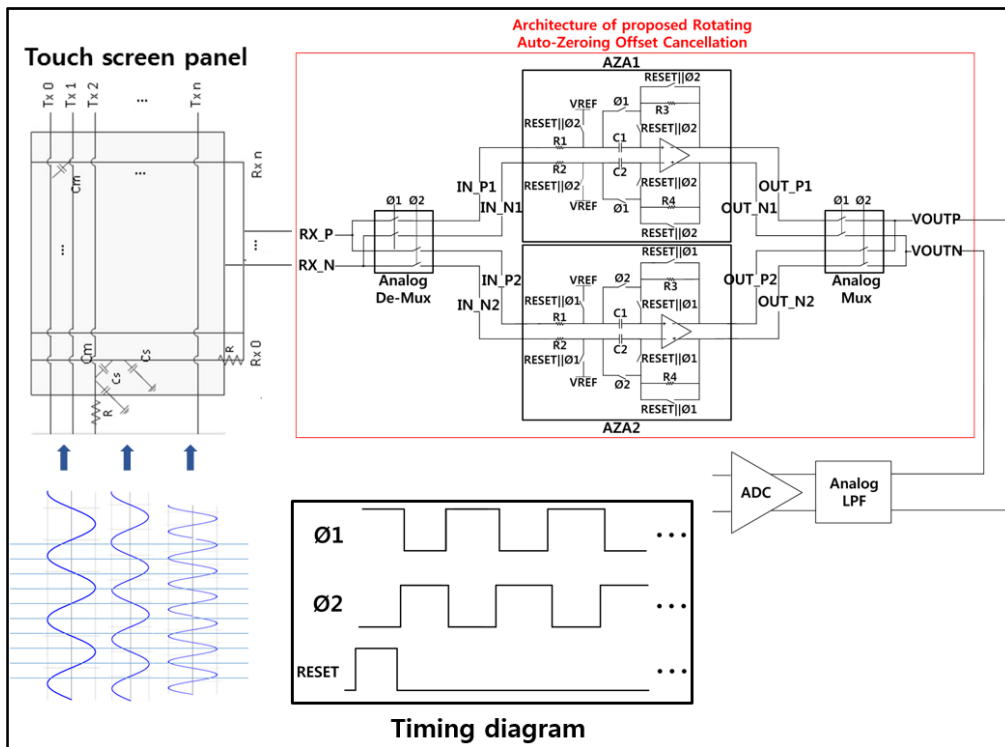 Architecture of proposed Rotating
Auto-Zeroing Offset Cancellation
Touch screen panel
Tx 0
Tx 1
Tx 2
...
Tx n
Cm
...
...
Rx n
...
Rx 0
Cm
Cs
Cs
R
R
RX_P
RX_N
Ø1 Ø2
Analog
De-Mux
IN_P1
IN_N1
IN_P2
IN_N2
AZA1
RESET||Ø2
VREF
Ø1
R3
RESET||Ø2
C1
RESET||Ø2
R1
R2
C2
RESET||Ø2
RESET||Ø2
VREF
Ø1
R4
RESET||Ø2
RESET||Ø1
VREF
Ø2
R3
RESET||Ø1
C1
RESET||Ø1
R1
R2
C2
RESET||Ø1
RESET||Ø1
VREF
Ø2
R4
RESET||Ø1
AZA2
OUT_P1
OUT_N1
OUT_P2
OUT_N2
Ø1 Ø2
Analog
Mux
VOUTP
VOUTN
ADC
Analog
LPF
Ø1
...
Ø2
...
RESET
...
Timing diagram